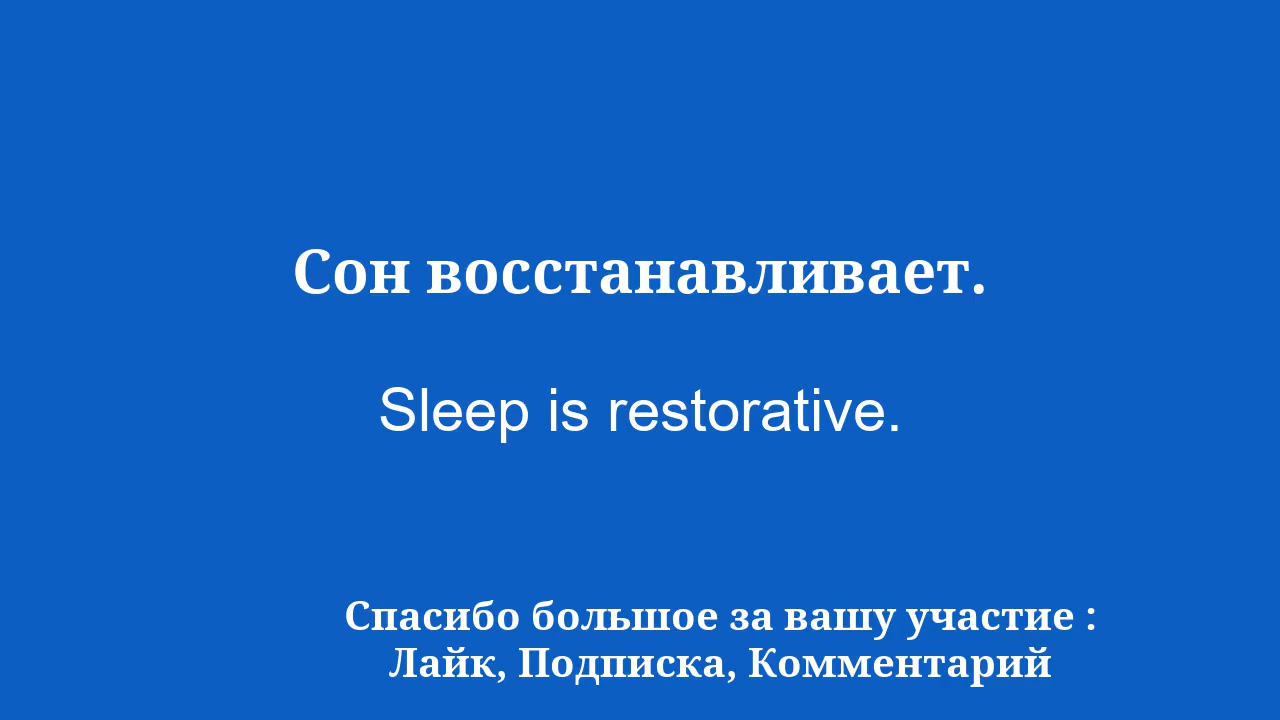 Сон восстанавливает.
Sleep is restorative.
Спасибо большое за вашу участие :
Лайк, Подписка, Комментарий